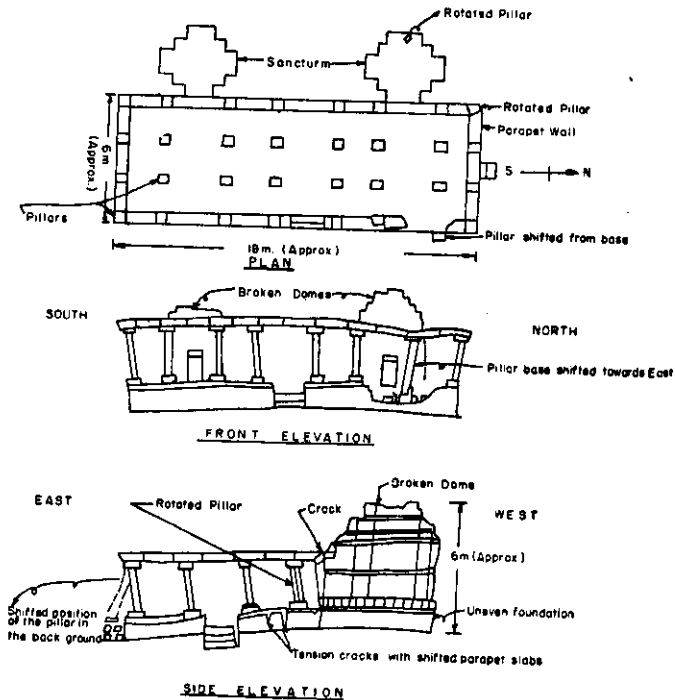 Rotated Pillar
Sancturm
Rotated Pillar
Parapet Wall
6m
(Approx.)
S
N
Pillars
Pillar shifted from base
18m. (Approx)
PLAN
Broken Domes
SOUTH
NORTH
Pillar base shifted towards East
FRONT ELEVATION
Broken Dome
EAST
Rotated Pillar
Crack
WEST
6m (Approx)
Shifted position
of the pillar in
the back ground
Uneven foundation
Tension cracks with shifted parapet slabs
SIDE ELEVATION